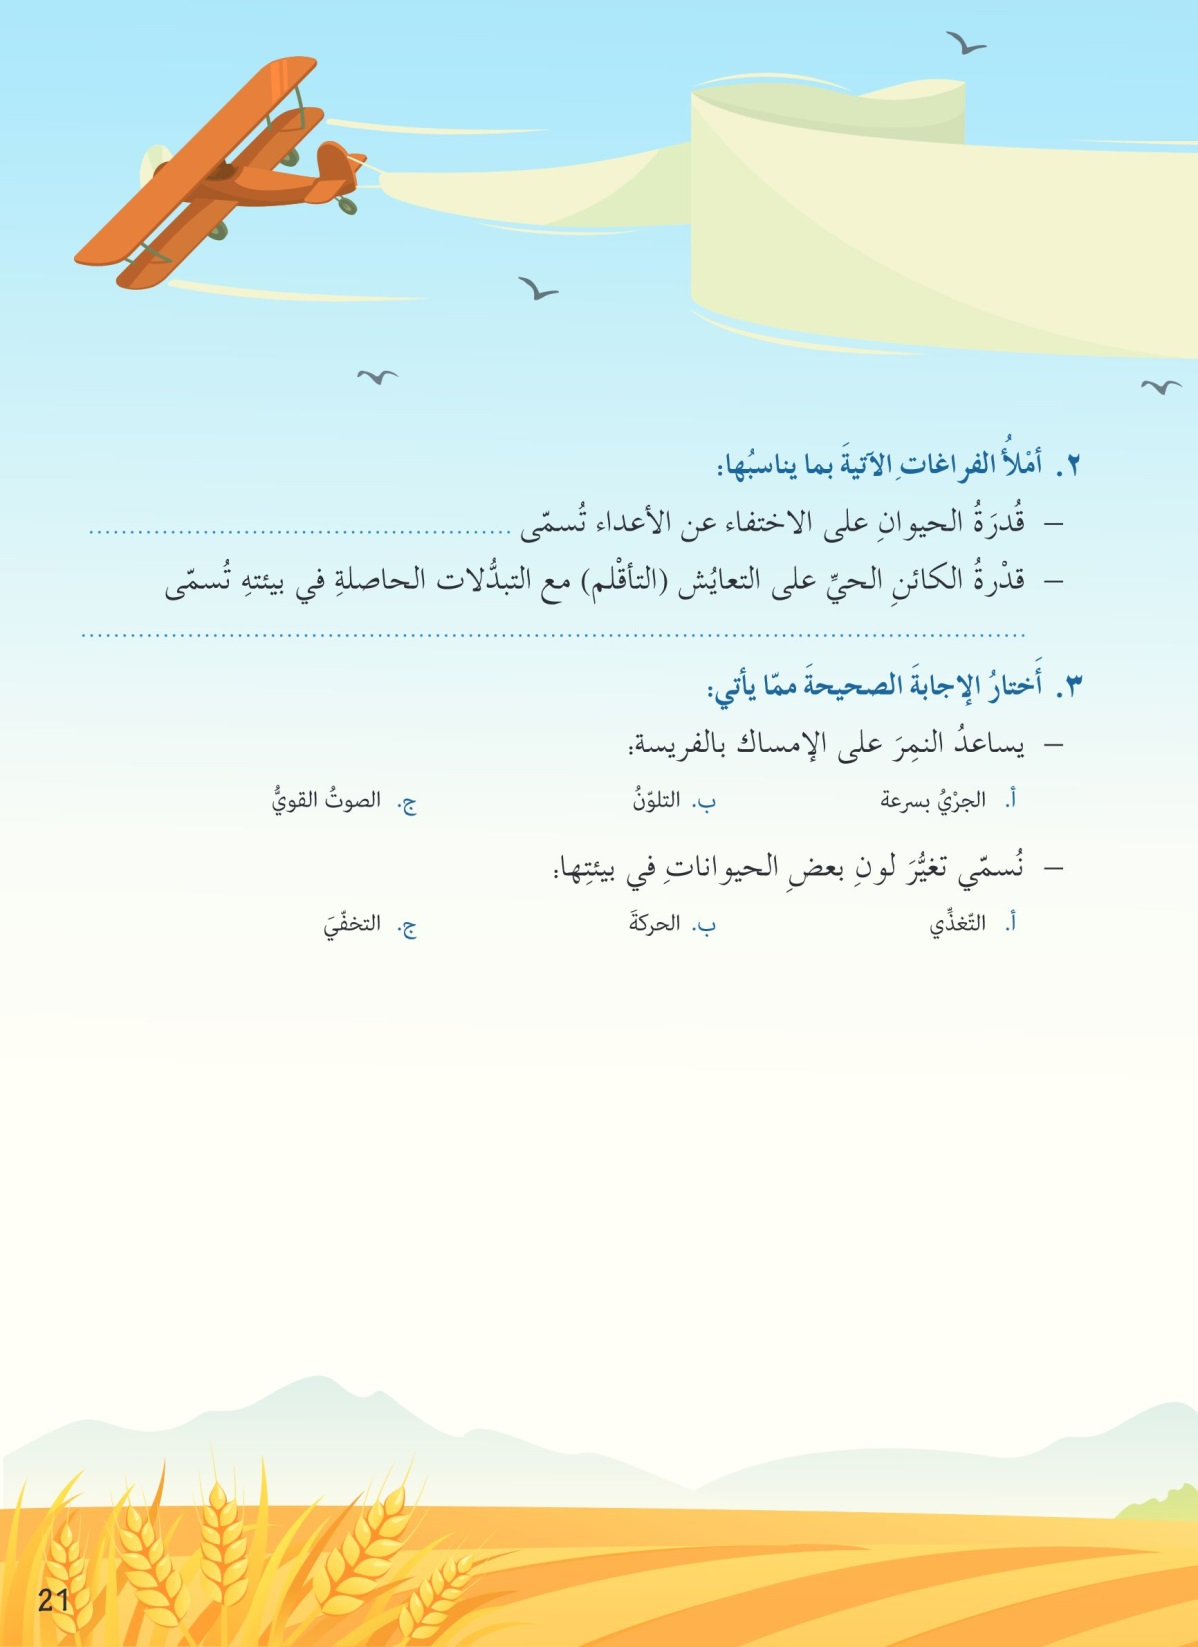 ٢. أمْلأُ الفراغاتِ الآتيةَ بما يناسبُها:
– قُدرَةُ الحيوانِ على الاختفاء عن الأعداء تُسمّى ..........................................
– قدْرةُ الكائنِ الحيِّ على التعايُش (التأقْلم) مع التبدُّلات الحاصلةِ في بيئتهِ تُسمّى
..........................................................................................
٣. أَختارُ الإجابةَ الصحيحةَ ممّا يأتي:
– يساعدُ النمِرَ على الإمساك بالفريسة:
أ. الجرْيُ بسرعة ب. التلوّنُ ج. الصوتُ القويُّ
– نُسمّي تغيُّرَ لونِ بعضِ الحيواناتِ في بيئتِها:
أ. التّغذِّي ب. الحركةَ ج. التخفّيَ
21